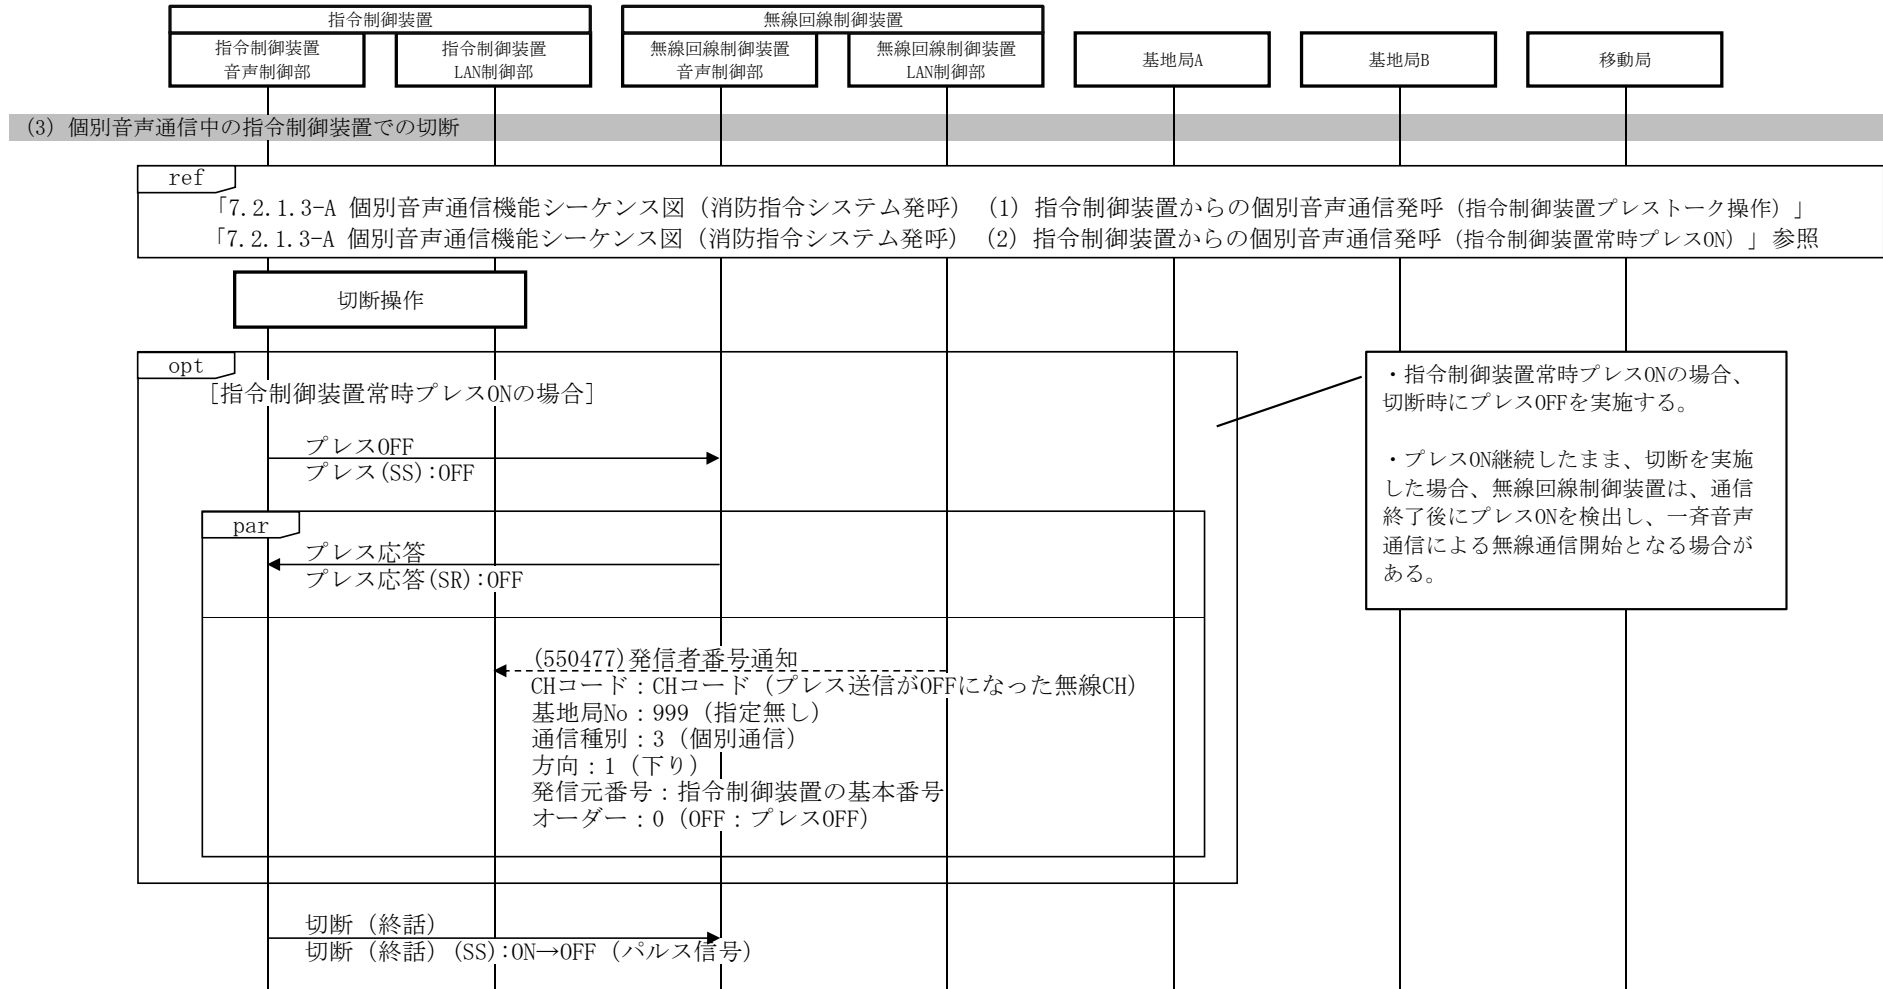 指令制御装置
無線回線制御装置
指令制御装置
音声制御部
指令制御装置
LAN制御部
無線回線制御装置
音声制御部
無線回線制御装置
LAN制御部
基地局A
基地局B
移動局
(3) 個別音声通信中の指令制御装置での切断
ref
「7.2.1.3-A 個別音声通信機能シーケンス図（消防指令システム発呼）（1）指令制御装置からの個別音声通信発呼（指令制御装置プレストーク操作）」
「7.2.1.3-A 個別音声通信機能シーケンス図（消防指令システム発呼）（2）指令制御装置からの個別音声通信発呼（指令制御装置常時プレスON）」参照
切断操作
opt
［指令制御装置常時プレスONの場合］
プレスOFF
プレス(SS):OFF
par
プレス応答
プレス応答(SR):OFF
(550477)発信者番号通知
CHコード：CHコード（プレス送信がOFFになった無線CH）
基地局No：999（指定無し）
通信種別：3（個別通信）
方向：1（下り）
発信元番号：指令制御装置の基本番号
オーダー：0（OFF：プレスOFF）
・指令制御装置常時プレスONの場合、
切断時にプレスOFFを実施する。
・プレスON継続したまま、切断を実施
した場合、無線回線制御装置は、通信
終了後にプレスONを検出し、一斉音声
通信による無線通信開始となる場合が
ある。
切断（終話）
切断（終話）(SS):ON→OFF（パルス信号）